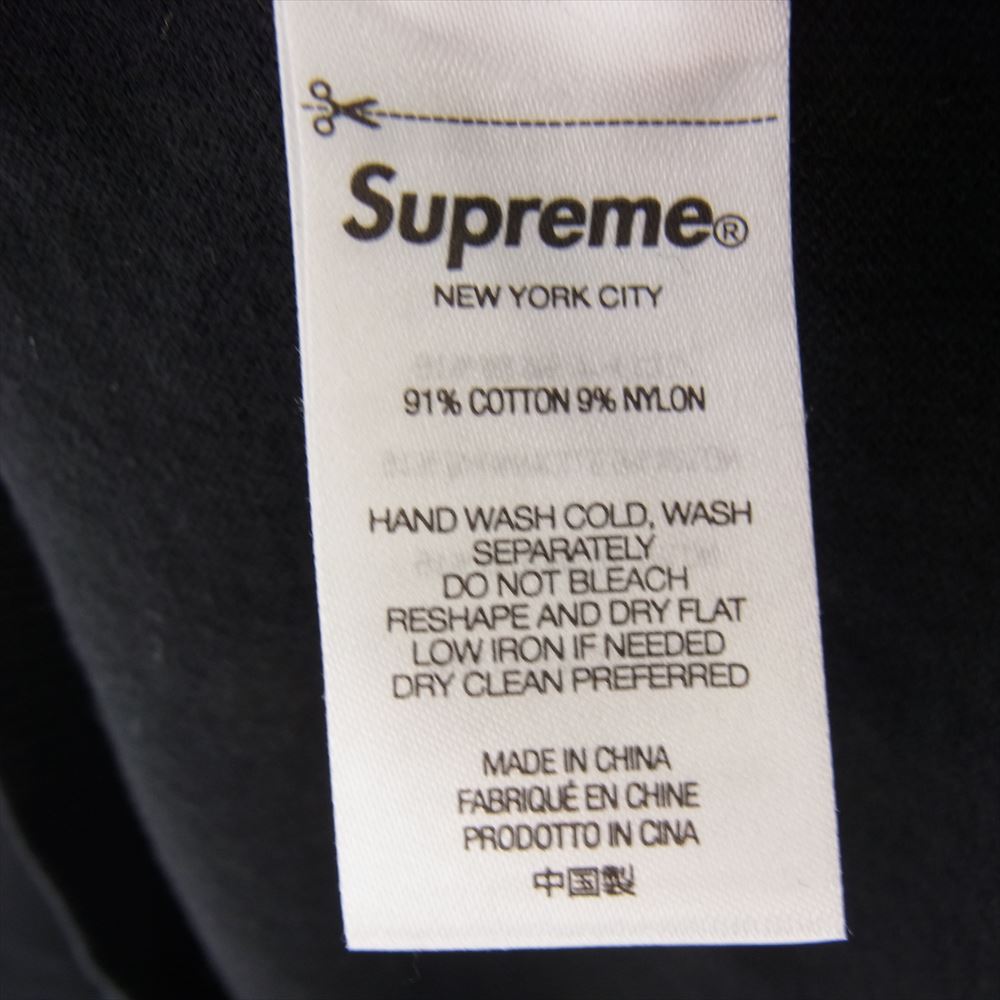 Supreme®
NEW YORK CITY
91% COTTON 9% NYLON
HAND WASH COLD, WASH
SEPARATELY
DO NOT BLEACH
RESHAPE AND DRY FLAT
LOW IRON IF NEEDED
DRY CLEAN PREFERRED
MADE IN CHINA
FABRIQUÉ EN CHINE
PRODOTTO IN CINA
中国製